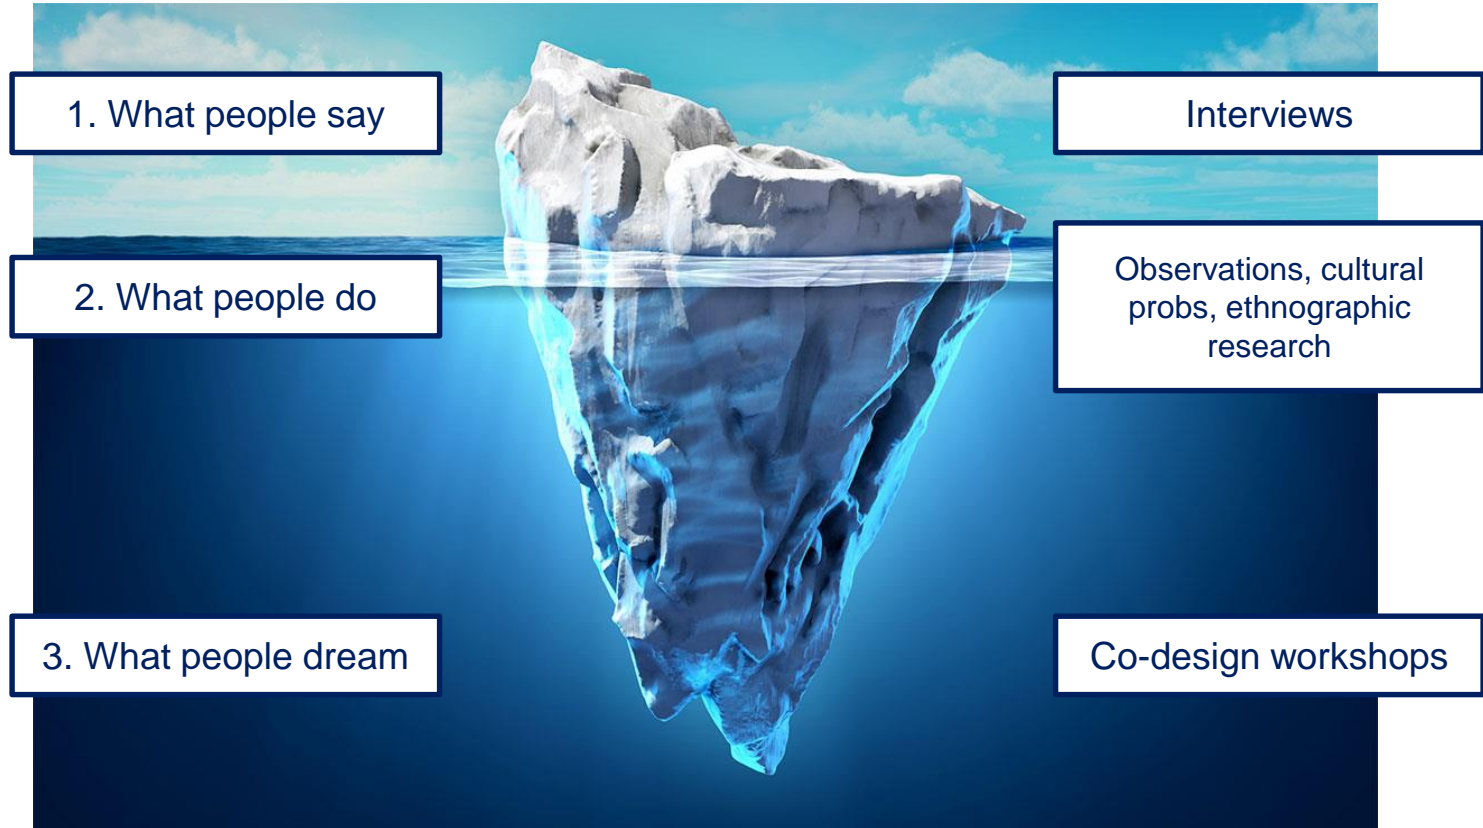 1. What people say
Interviews
2. What people do
Observations, cultural
probs, ethnographic
research
3. What people dream
Co-design workshops